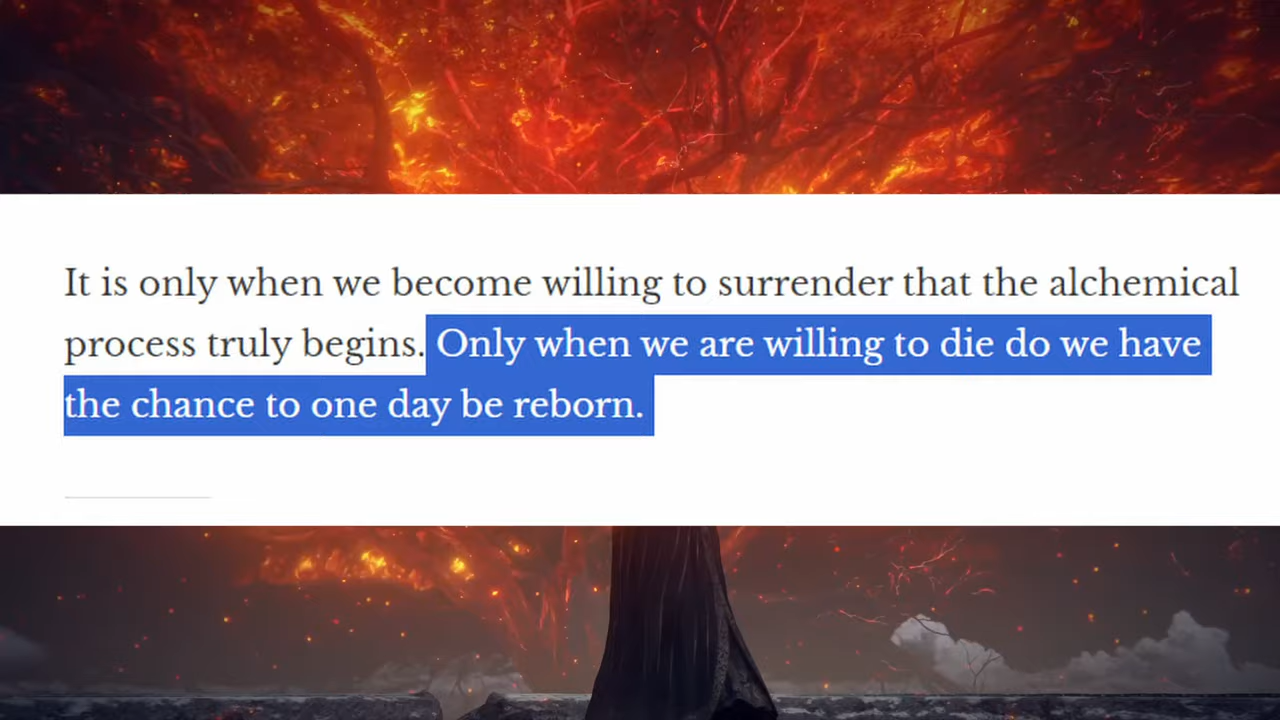 It is only when we become willing to surrender that the alchemical
process truly begins. Only when we are willing to die do we have
the chance to one day be reborn.